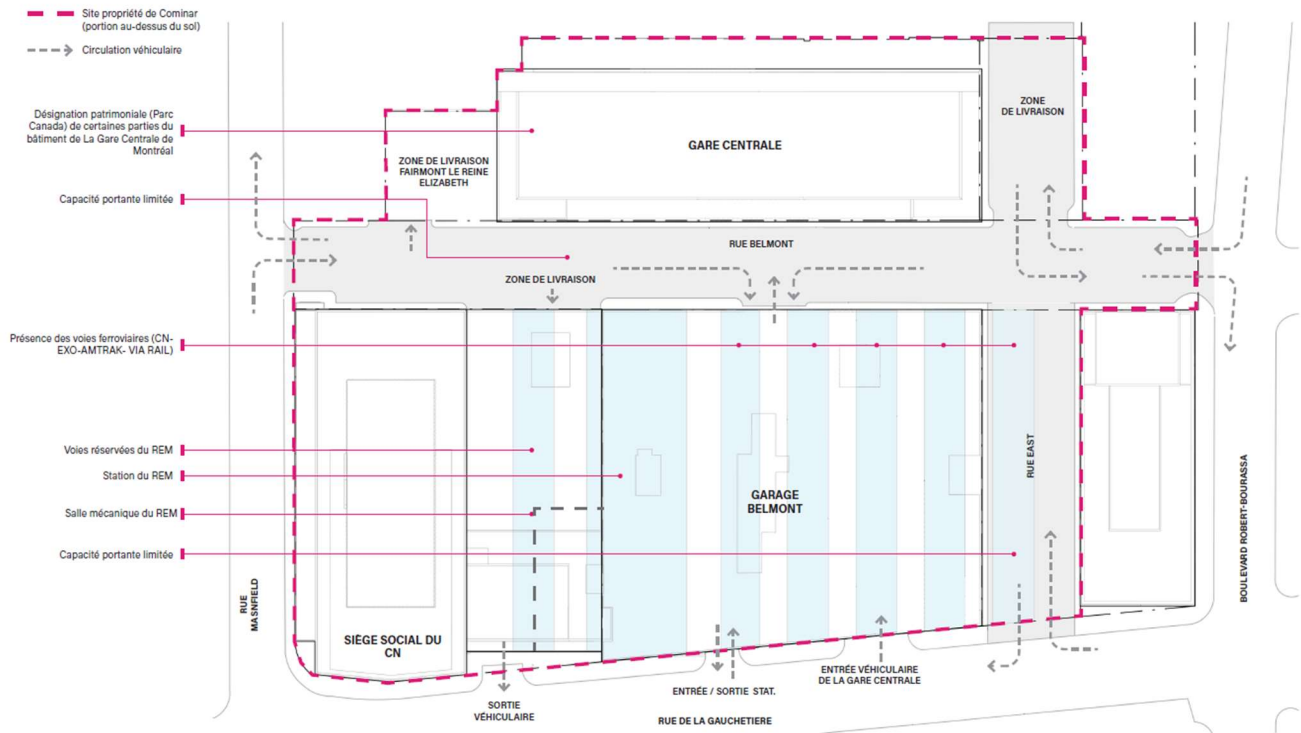 Site propriété de Cominar
(portion au-dessus du sol)
Circulation véhiculaire
Désignation patrimoniale (Parc
Canada) de certaines parties du
bâtiment de La Gare Centrale de
Montréal
Capacité portante limitée
Présence des voies ferroviaires (CN-
EXO-AMTRAK- VIA RAIL)
Voies réservées du REM
Station du REM
Salle mécanique du REM
Capacité portante limitée
ZONE DE LIVRAISON
FAIRMONT LE REINE
ELIZABETH
GARE CENTRALE
ZONE
DE LIVRAISON
RUE BELMONT
ZONE DE LIVRAISON
GARAGE
BELMONT
RUE EAST
BOULEVARD ROBERT-BOURASSA
RUE
MASNFIELD
SIÈGE SOCIAL DU
CN
SORTIE
VÉHICULAIRE
ENTRÉE / SORTIE STAT.
ENTRÉE VÉHICULAIRE
DE LA GARE CENTRALE
RUE DE LA GAUCHETIERE